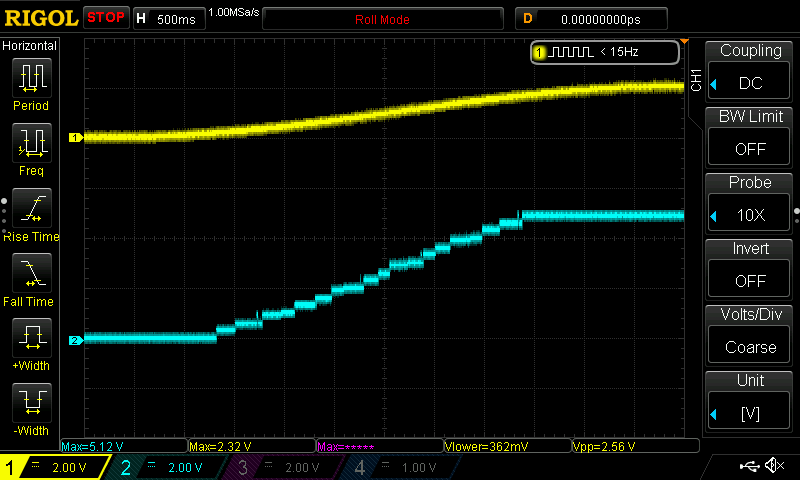 RIGOL STOP H 500ms 1.00MSa/s Roll Mode D 0.00000000ps
Horizontal
Period
Freq
Rise Time
Fall Time
+Width
-Width
1 < 15Hz
CH1
1
2
Coupling
DC
BW Limit
OFF
Probe
10X
Invert
OFF
Volts/Div
Coarse
Unit
[V]
Max=5.12 V Max=2.32 V Max=***** Vlower=362mV Vpp=2.56 V
1 = 2.00 V 2 = 2.00 V 3 = 2.00 V 4 = 1.00 V